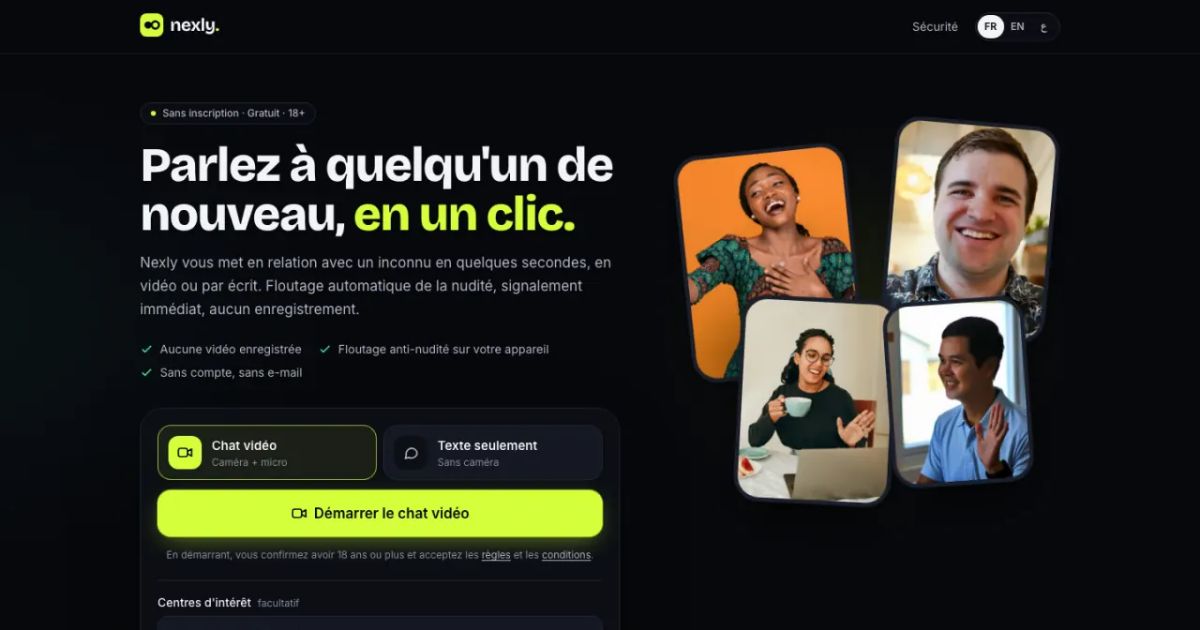 nexly.
Sécurité
FR EN ع
Sans inscription · Gratuit · 18+
Parlez à quelqu'un de
nouveau, en un clic.
Nexly vous met en relation avec un inconnu en quelques secondes, en
vidéo ou par écrit. Floutage automatique de la nudité, signalement
immédiat, aucun enregistrement.
Aucune vidéo enregistrée Floutage anti-nudité sur votre appareil
Sans compte, sans e-mail
Chat vidéo
Caméra + micro
Texte seulement
Sans caméra
Démarrer le chat vidéo
En démarrant, vous confirmez avoir 18 ans ou plus et acceptez les règles et les conditions.
Centres d'intérêt facultatif